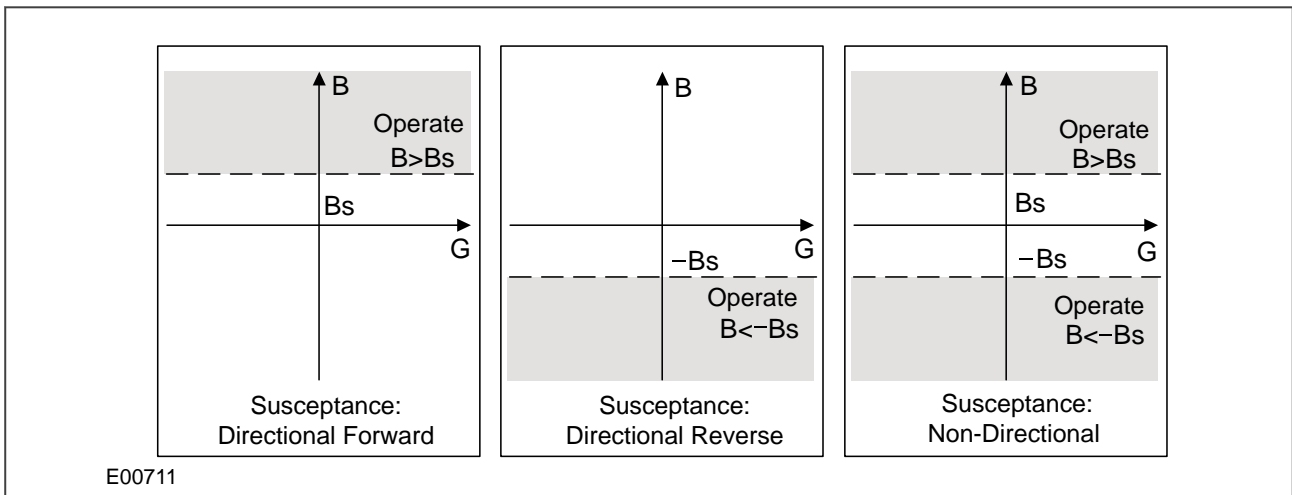 B
Operate
B>Bs
Bs
G
Susceptance:
Directional Forward
B
G
−Bs
Operate
B<−Bs
Susceptance:
Directional Reverse
B
Operate
B>Bs
Bs
G
−Bs
Operate
B<−Bs
Susceptance:
Non-Directional
E00711